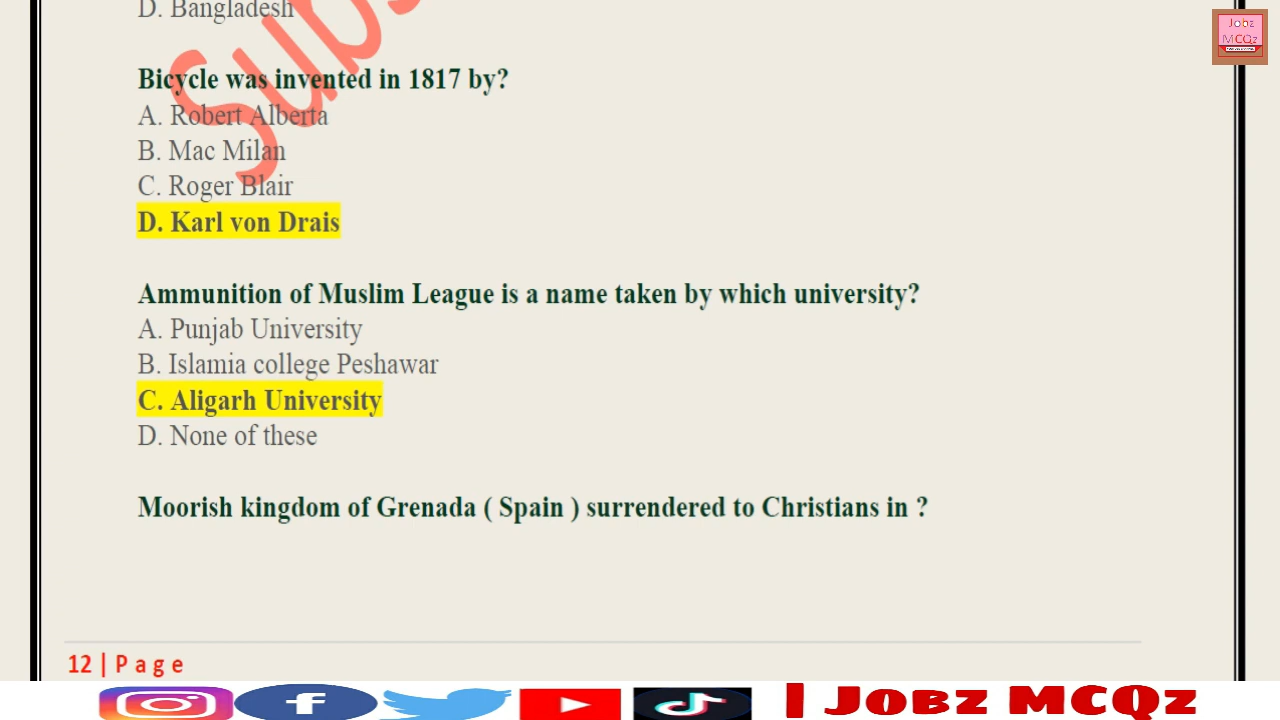 D. Bangladesh
Jobz
MCQz
Bicycle was invented in 1817 by?
A. Robert Alberta
B. Mac Milan
C. Roger Blair
D. Karl von Drais
Ammunition of Muslim League is a name taken by which university?
A. Punjab University
B. Islamia college Peshawar
C. Aligarh University
D. None of these
Moorish kingdom of Grenada ( Spain ) surrendered to Christians in ?
12 | P a g e
| Jobz MCQz